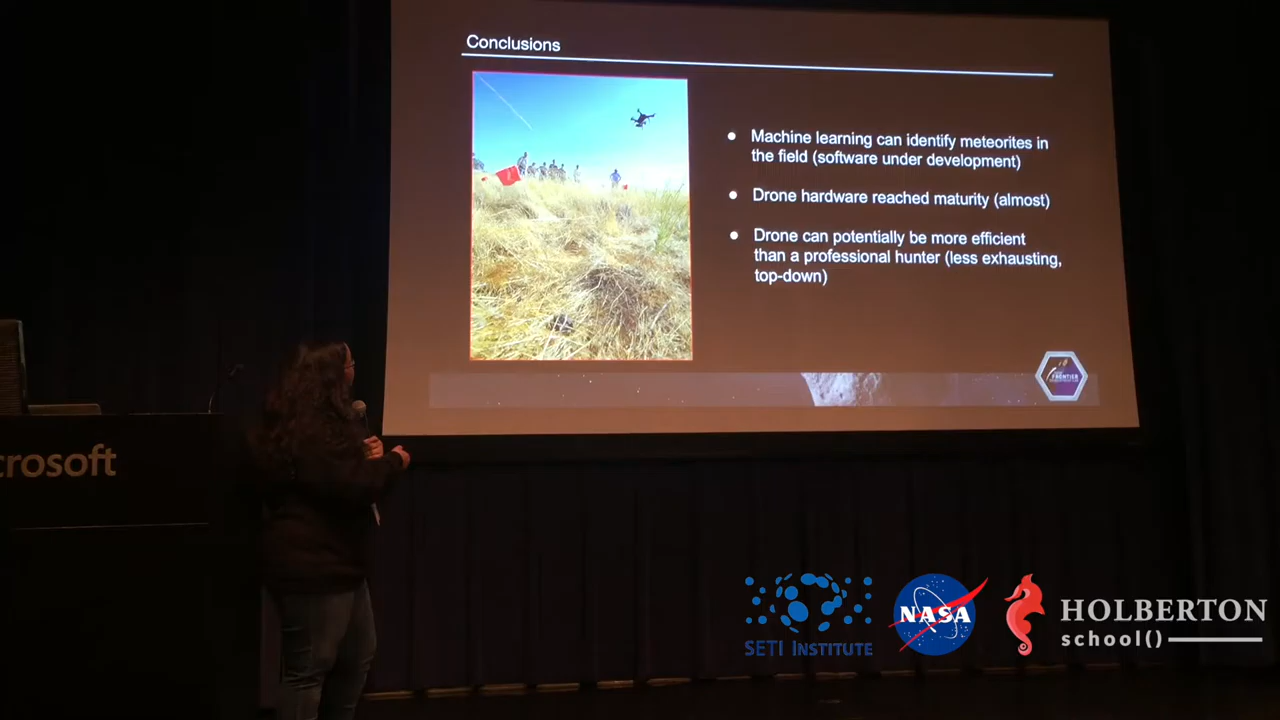 Conclusions
Machine learning can identify meteorites in
the field (software under development)
Drone hardware reached maturity (almost)
Drone can potentially be more efficient
than a professional hunter (less exhausting,
top-down)
FRONTIER
crosoft
SETI INSTITUTE
NASA
HOLBERTON
school()